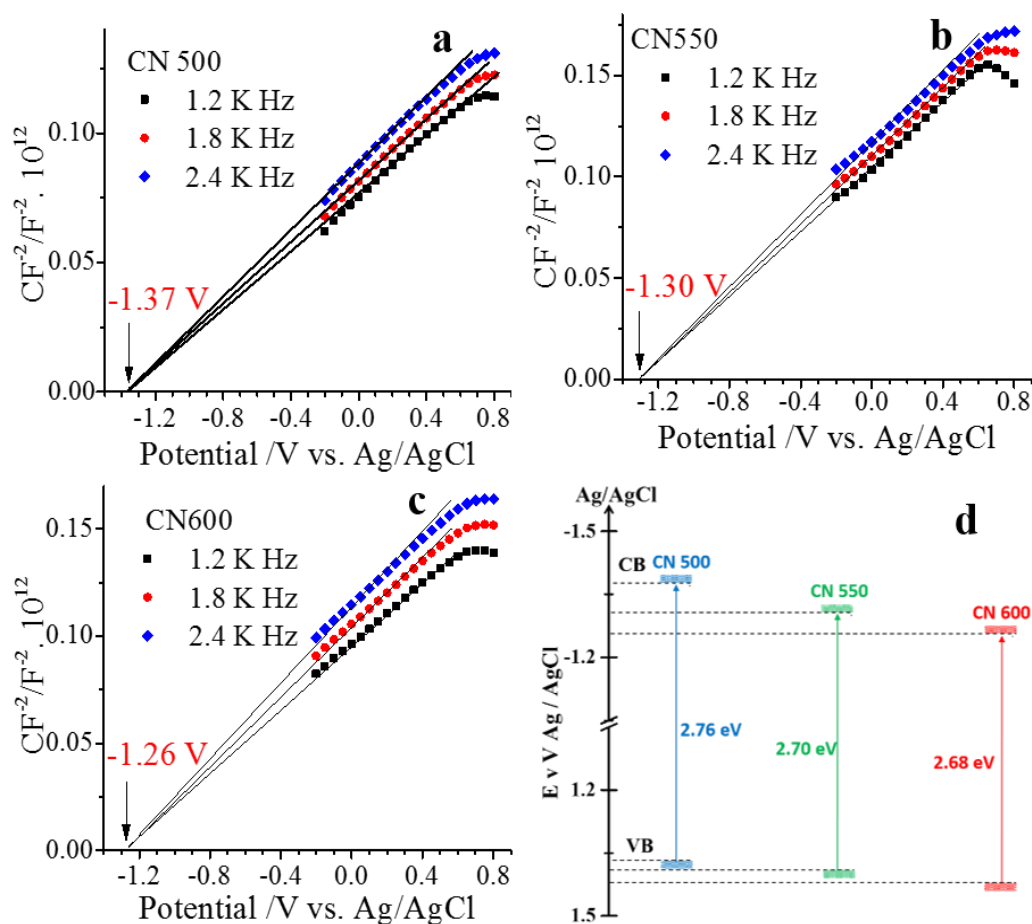 a
CN 500
1.2 K Hz
1.8 K Hz
2.4 K Hz
CF⁻²/F⁻² . 10¹²
0.10
0.05
0.00
-1.37 V
-1.2 -0.8 -0.4 0.0 0.4 0.8
Potential /V vs. Ag/AgCl
b
CN550
1.2 K Hz
1.8 K Hz
2.4 K Hz
CF⁻²/F⁻² . 10¹²
0.15
0.10
0.05
0.00
-1.30 V
-1.2 -0.8 -0.4 0.0 0.4 0.8
Potential /V vs. Ag/AgCl
c
CN600
1.2 K Hz
1.8 K Hz
2.4 K Hz
CF⁻²/F⁻² . 10¹²
0.15
0.10
0.05
0.00
-1.26 V
-1.2 -0.8 -0.4 0.0 0.4 0.8
Potential /V vs. Ag/AgCl
Ag/AgCl
d
-1.5
CB
CN 500
CN 550
CN 600
-1.2
E v V Ag / AgCl
2.76 eV
2.70 eV
2.68 eV
1.2
VB
1.5